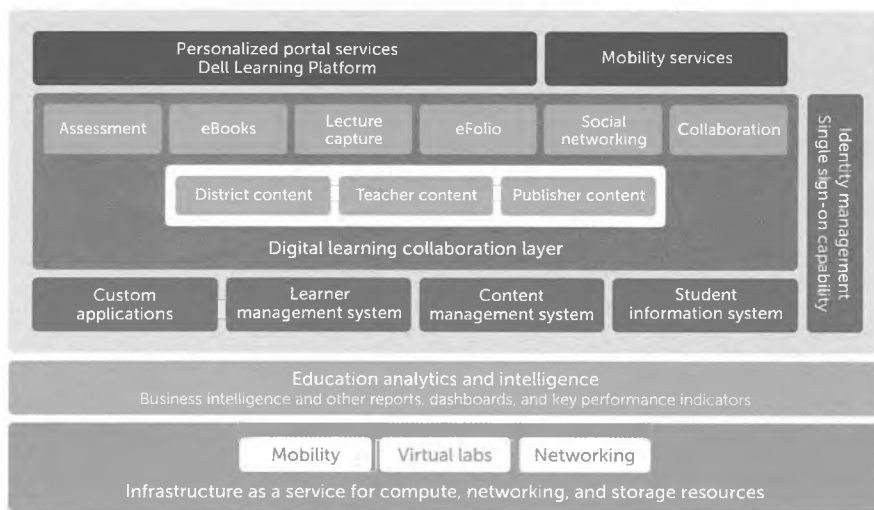 Personalized portal services
Dell Learning Platform
Mobility services
Assessment
eBooks
Lecture
capture
eFolio
Social
networking
Collaboration
District content
Teacher content
Publisher content
Digital learning collaboration layer
Custom
applications
Learner
management system
Content
management system
Student
information system
Identity management
Single sign-on capability
Education analytics and intelligence
Business intelligence and other reports, dashboards, and key performance indicators
Mobility
Virtual labs
Networking
Infrastructure as a service for compute, networking, and storage resources